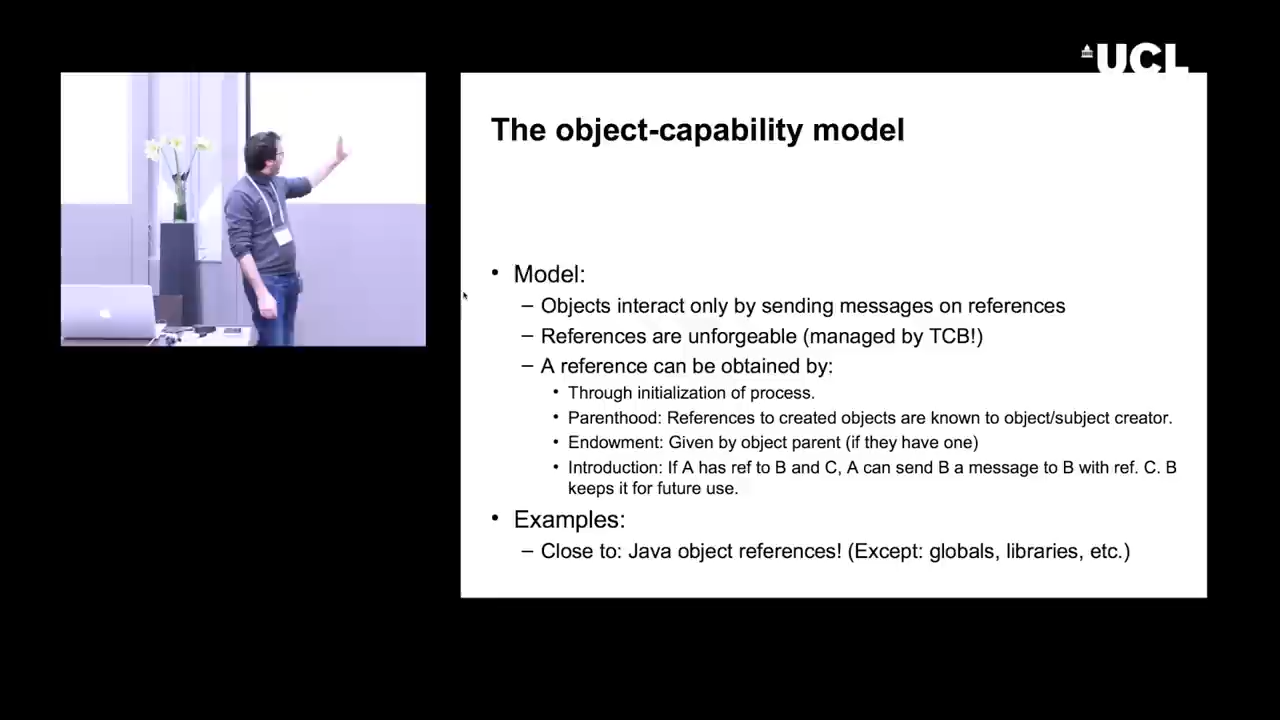 UCL
The object-capability model
• Model:
– Objects interact only by sending messages on references
– References are unforgeable (managed by TCB!)
– A reference can be obtained by:
• Through initialization of process.
• Parenthood: References to created objects are known to object/subject creator.
• Endowment: Given by object parent (if they have one)
• Introduction: If A has ref to B and C, A can send B a message to B with ref. C. B
keeps it for future use.
• Examples:
– Close to: Java object references! (Except: globals, libraries, etc.)